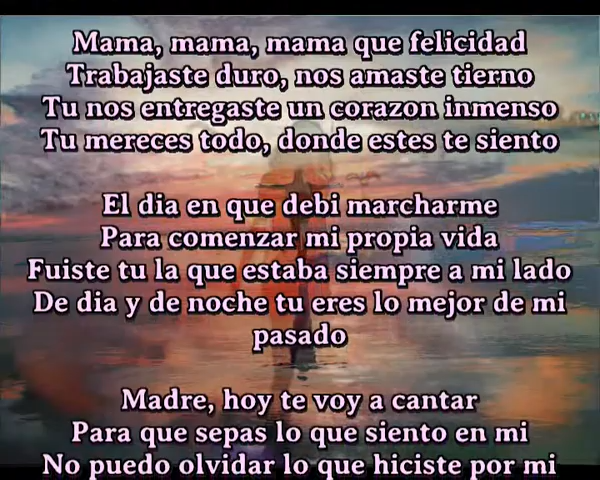 Mama, mama, mama que felicidad
Trabajaste duro, nos amaste tierno
Tu nos entregaste un corazon inmenso
Tu mereces todo, donde estes te siento
El dia en que debi marcharme
Para comenzar mi propia vida
Fuiste tu la que estaba siempre a mi lado
De dia y de noche tu eres lo mejor de mi
pasado
Madre, hoy te voy a cantar
Para que sepas lo que siento en mi
No puedo olvidar lo que hiciste por mi